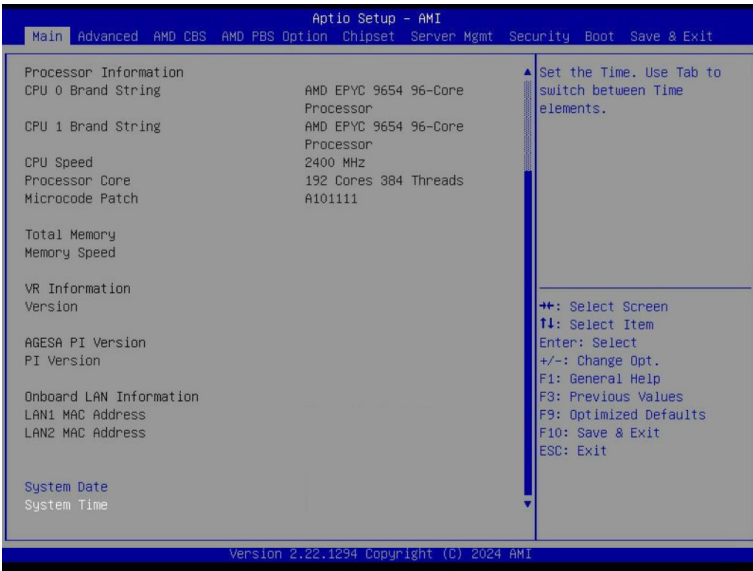 Aptio Setup – AMI
Main Advanced AMD CBS AMD PBS Option Chipset Server Mgmt Security Boot Save & Exit
Processor Information
CPU 0 Brand String AMD EPYC 9654 96-Core
Processor
CPU 1 Brand String AMD EPYC 9654 96-Core
Processor
CPU Speed 2400 MHz
Processor Core 192 Cores 384 Threads
Microcode Patch A101111
Total Memory
Memory Speed
VR Information
Version
AGESA PI Version
PI Version
Onboard LAN Information
LAN1 MAC Address
LAN2 MAC Address
System Date
System Time
Set the Time. Use Tab to
switch between Time
elements.
→←: Select Screen
↑↓: Select Item
Enter: Select
+/-: Change Opt.
F1: General Help
F3: Previous Values
F9: Optimized Defaults
F10: Save & Exit
ESC: Exit
Version 2.22.1294 Copyright (C) 2024 AMI